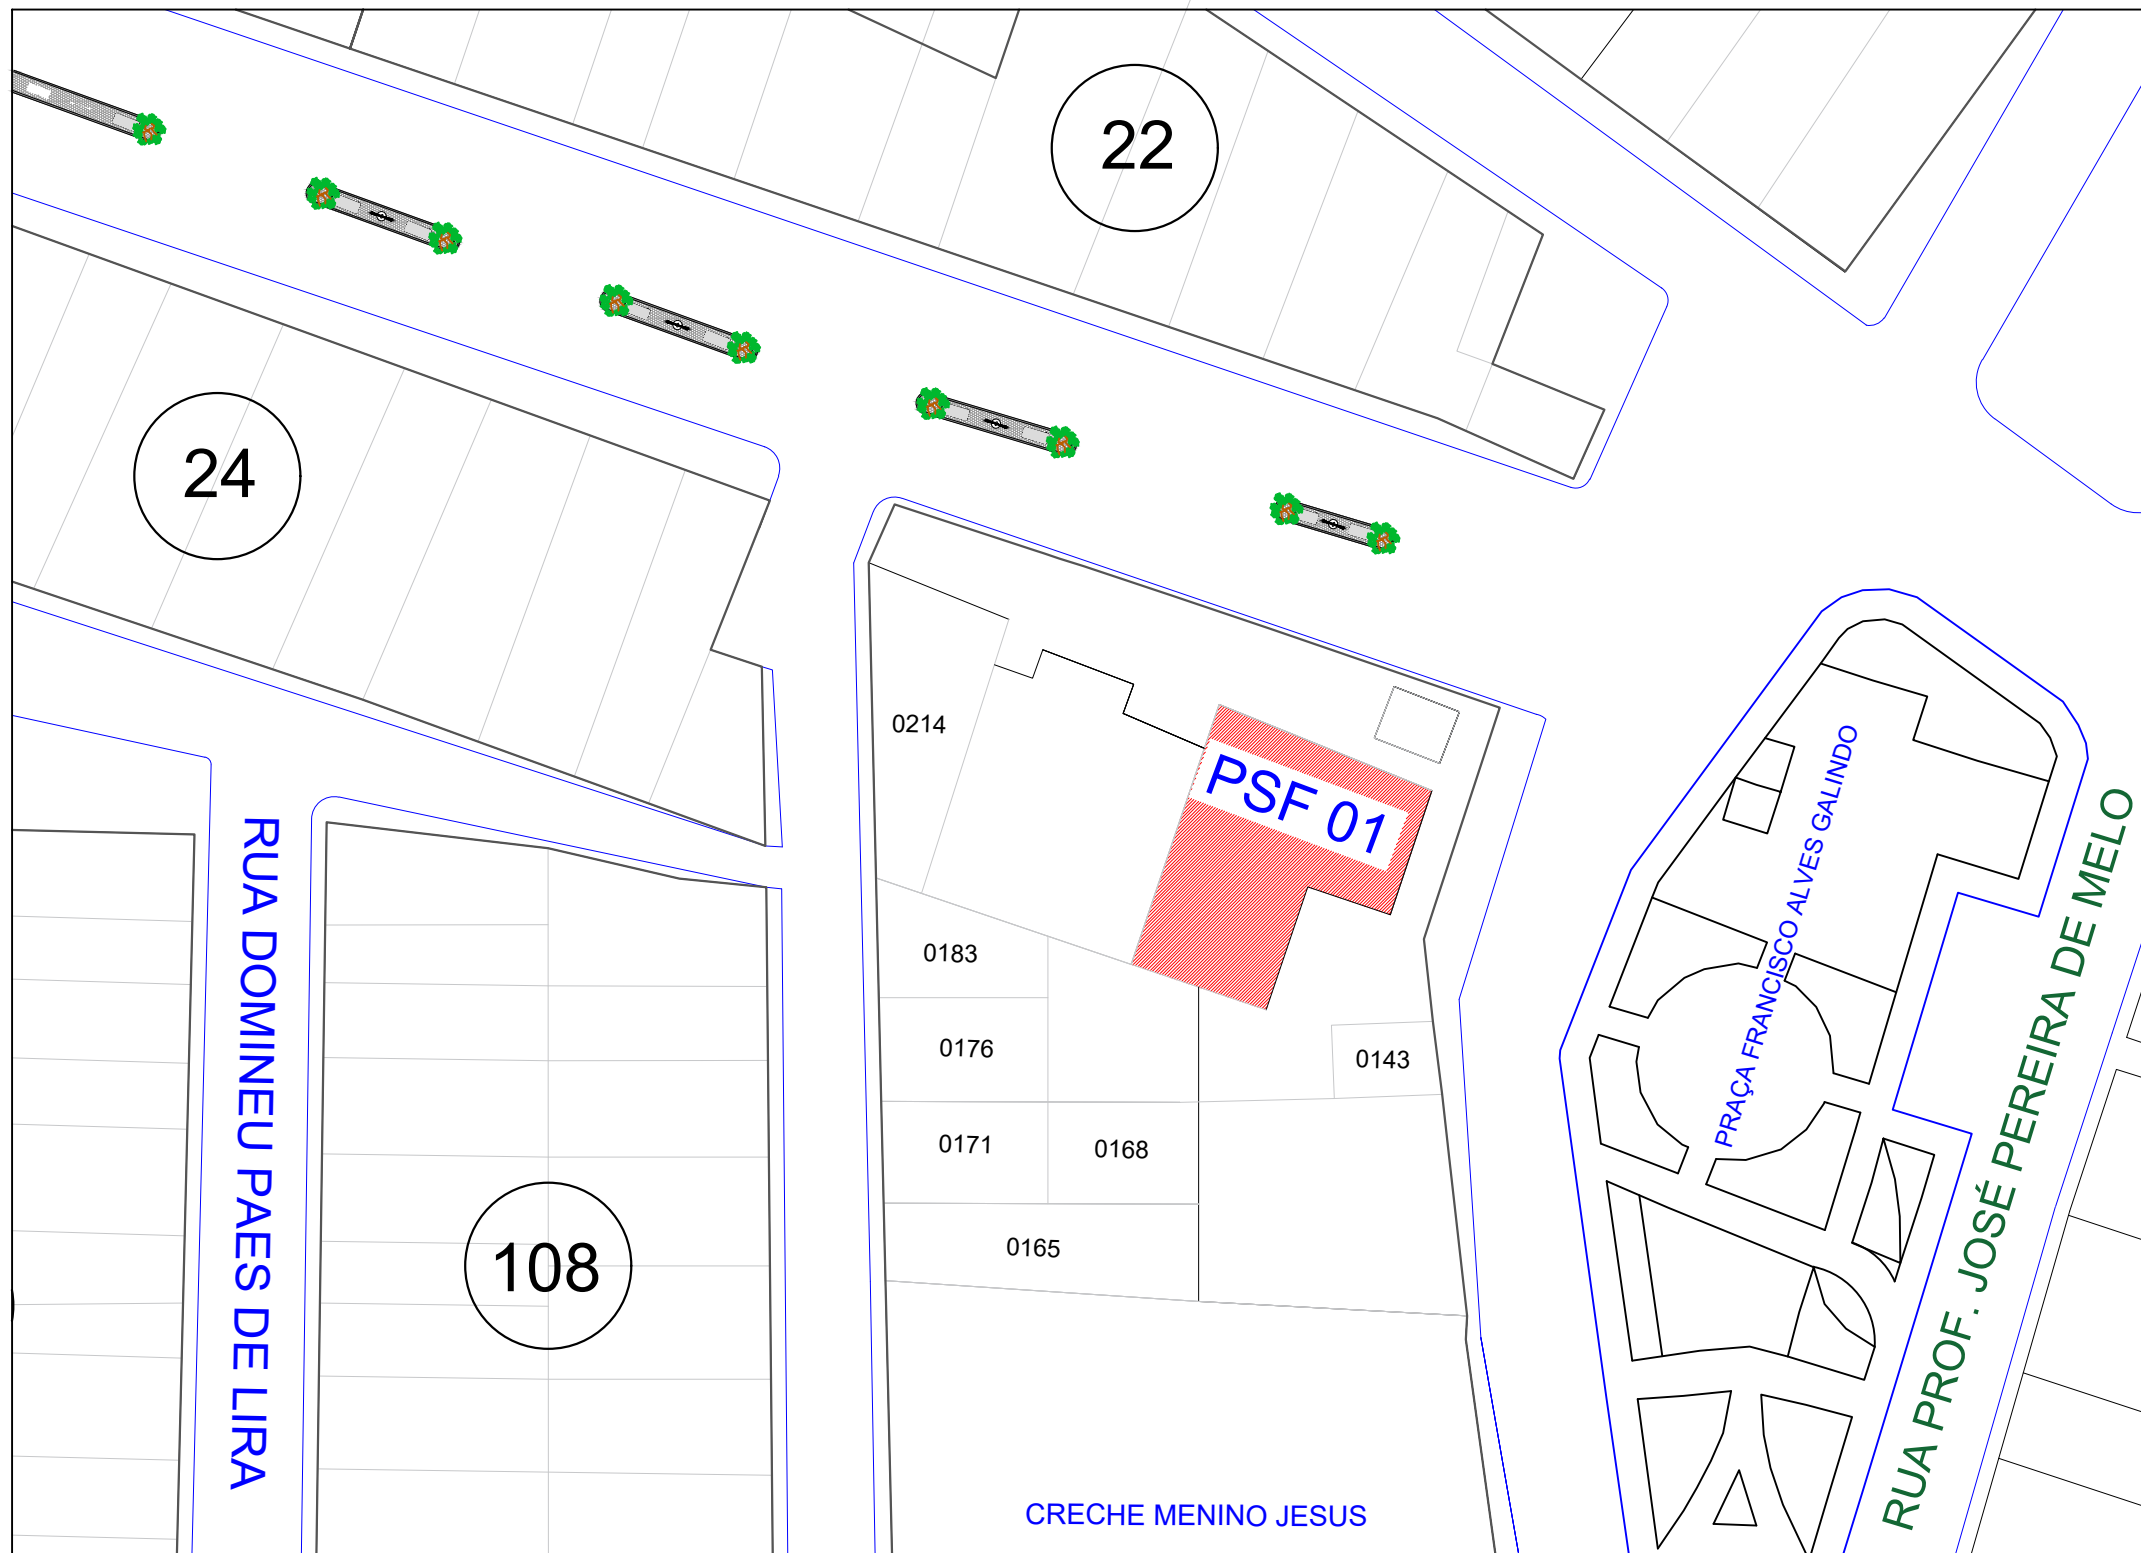 22
24
0214
PSF 01
PRAÇA FRANCISCO ALVES GALINDO
RUA PROF. JOSÉ PEREIRA DE MELO
RUA DOMINEU PAES DE LIRA
0183
0176
0143
0171
0168
0165
108
CRECHE MENINO JESUS